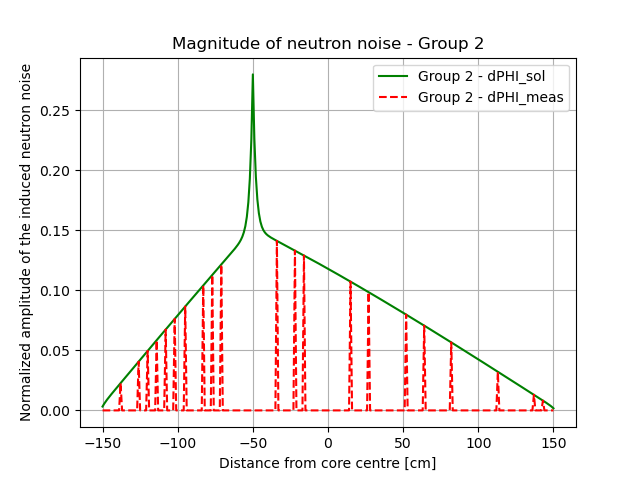 Magnitude of neutron noise - Group 2
Group 2 - dPHI_sol
Group 2 - dPHI_meas
Normalized amplitude of the induced neutron noise
0.25
0.20
0.15
0.10
0.05
0.00
−150 −100 −50 0 50 100 150
Distance from core centre [cm]